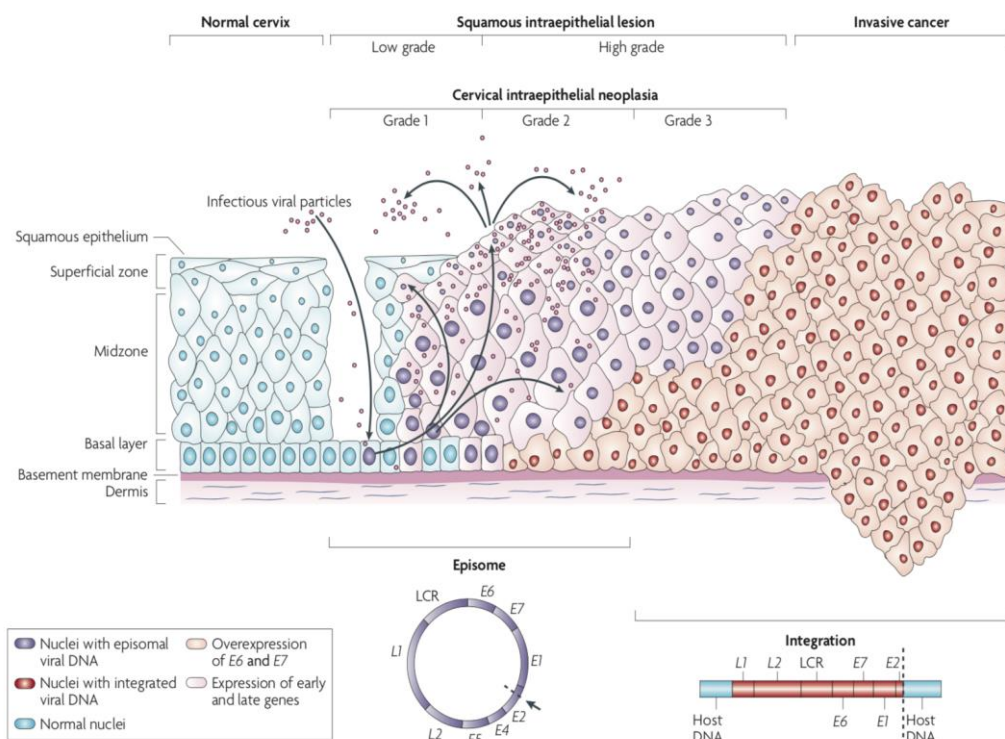 Normal cervix
Squamous intraepithelial lesion
Invasive cancer
Low grade
High grade
Cervical intraepithelial neoplasia
Grade 1
Grade 2
Grade 3
Infectious viral particles
Squamous epithelium
Superficial zone
Midzone
Basal layer
Basement membrane
Dermis
Episome
LCR
E6
E7
L1
E1
E2
E4
E5
L2
Nuclei with episomal
viral DNA
Nuclei with integrated
viral DNA
Normal nuclei
Overexpression
of E6 and E7
Expression of early
and late genes
Integration
L1
L2
LCR
E7
E2
E6
E1
Host
DNA
Host
DNA